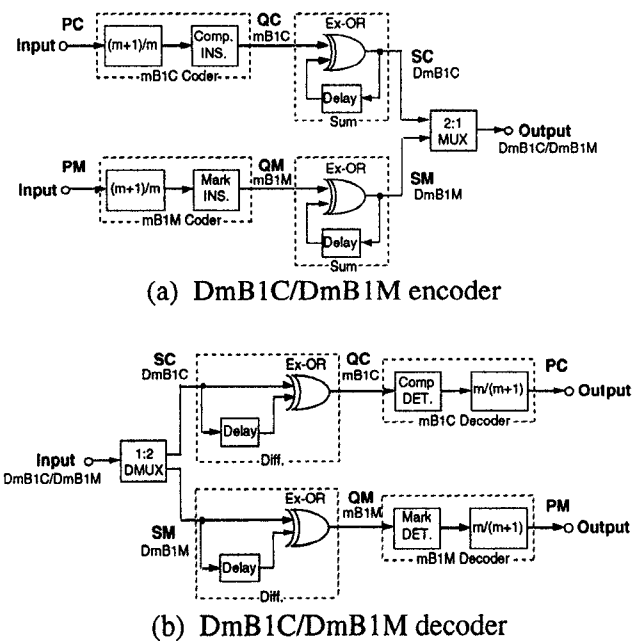 PC
Input
(m+1)/m
Comp.
INS.
mB1C Coder
QC
mB1C
Ex-OR
Delay
Sum
SC
DmB1C
2:1
MUX
Output
DmB1C/DmB1M
PM
Input
(m+1)/m
Mark
INS.
mB1M Coder
QM
mB1M
Ex-OR
Delay
Sum
SM
DmB1M
(a) DmB1C/DmB1M encoder
Input
DmB1C/DmB1M
1:2
DMUX
SC
DmB1C
Ex-OR
Delay
Diff.
QC
mB1C
Comp
DET.
m/(m+1)
mB1C Decoder
PC
Output
SM
DmB1M
Ex-OR
Delay
Diff.
QM
mB1M
Mark
DET.
m/(m+1)
mB1M Decoder
PM
Output
(b) DmB1C/DmB1M decoder